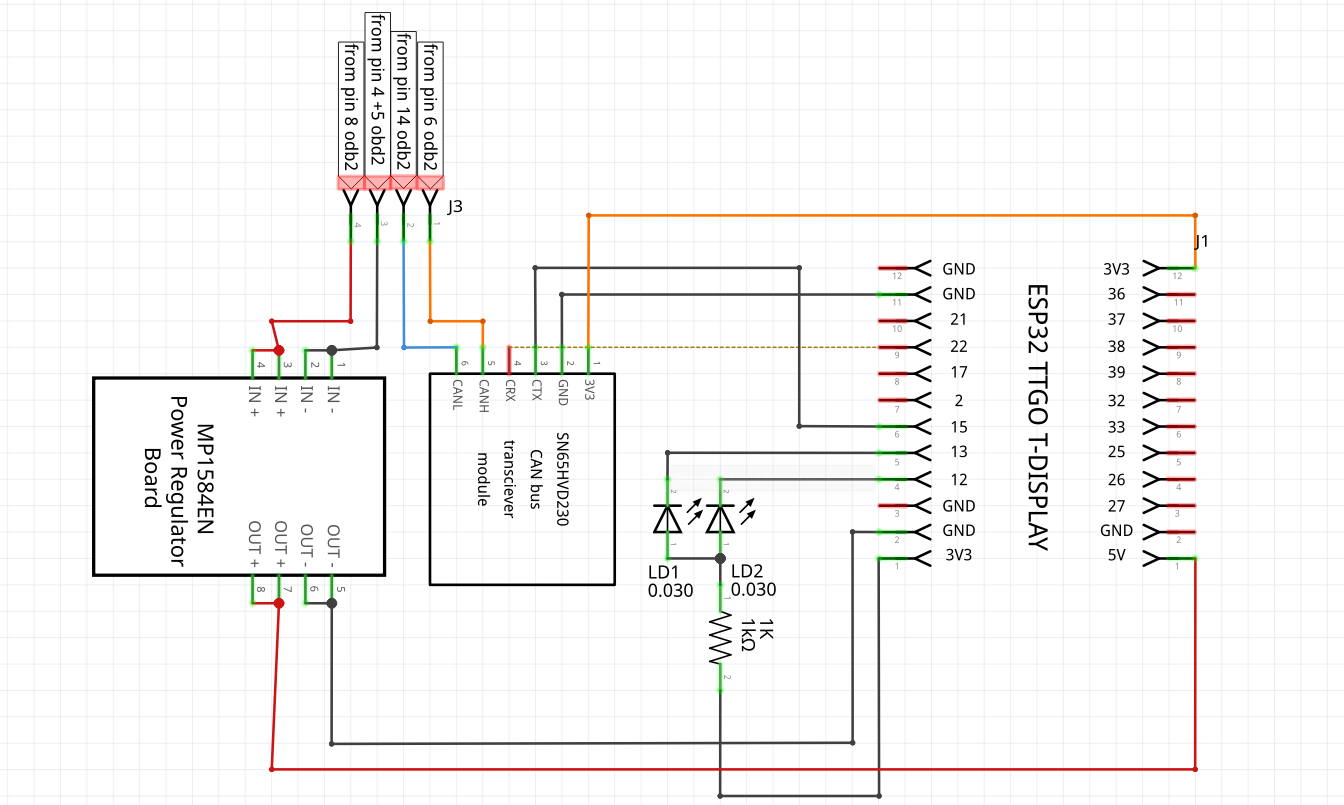 from pin 8 odb2
from pin 4 +5 obd2
from pin 14 odb2
from pin 6 odb2
J3
4
3
2
1
J1
4
3
2
1
IN +
IN +
IN -
IN -
MP1584EN
Power Regulator
Board
OUT +
OUT +
OUT -
OUT -
8
7
6
5
6
5
4
3
2
1
CANL
CANH
CRX
CTX
GND
3V3
SN65HVD230
CAN bus
transciever
module
2
2
1
1
LD1
0.030
LD2
0.030
1
1K
1kΩ
2
GND
12
GND
11
21
10
22
9
17
8
2
7
15
6
13
5
12
4
GND
3
GND
2
3V3
1
ESP32 TTGO T-DISPLAY
3V3
12
36
11
37
10
38
9
39
8
32
7
33
6
25
5
26
4
27
3
GND
2
5V
1